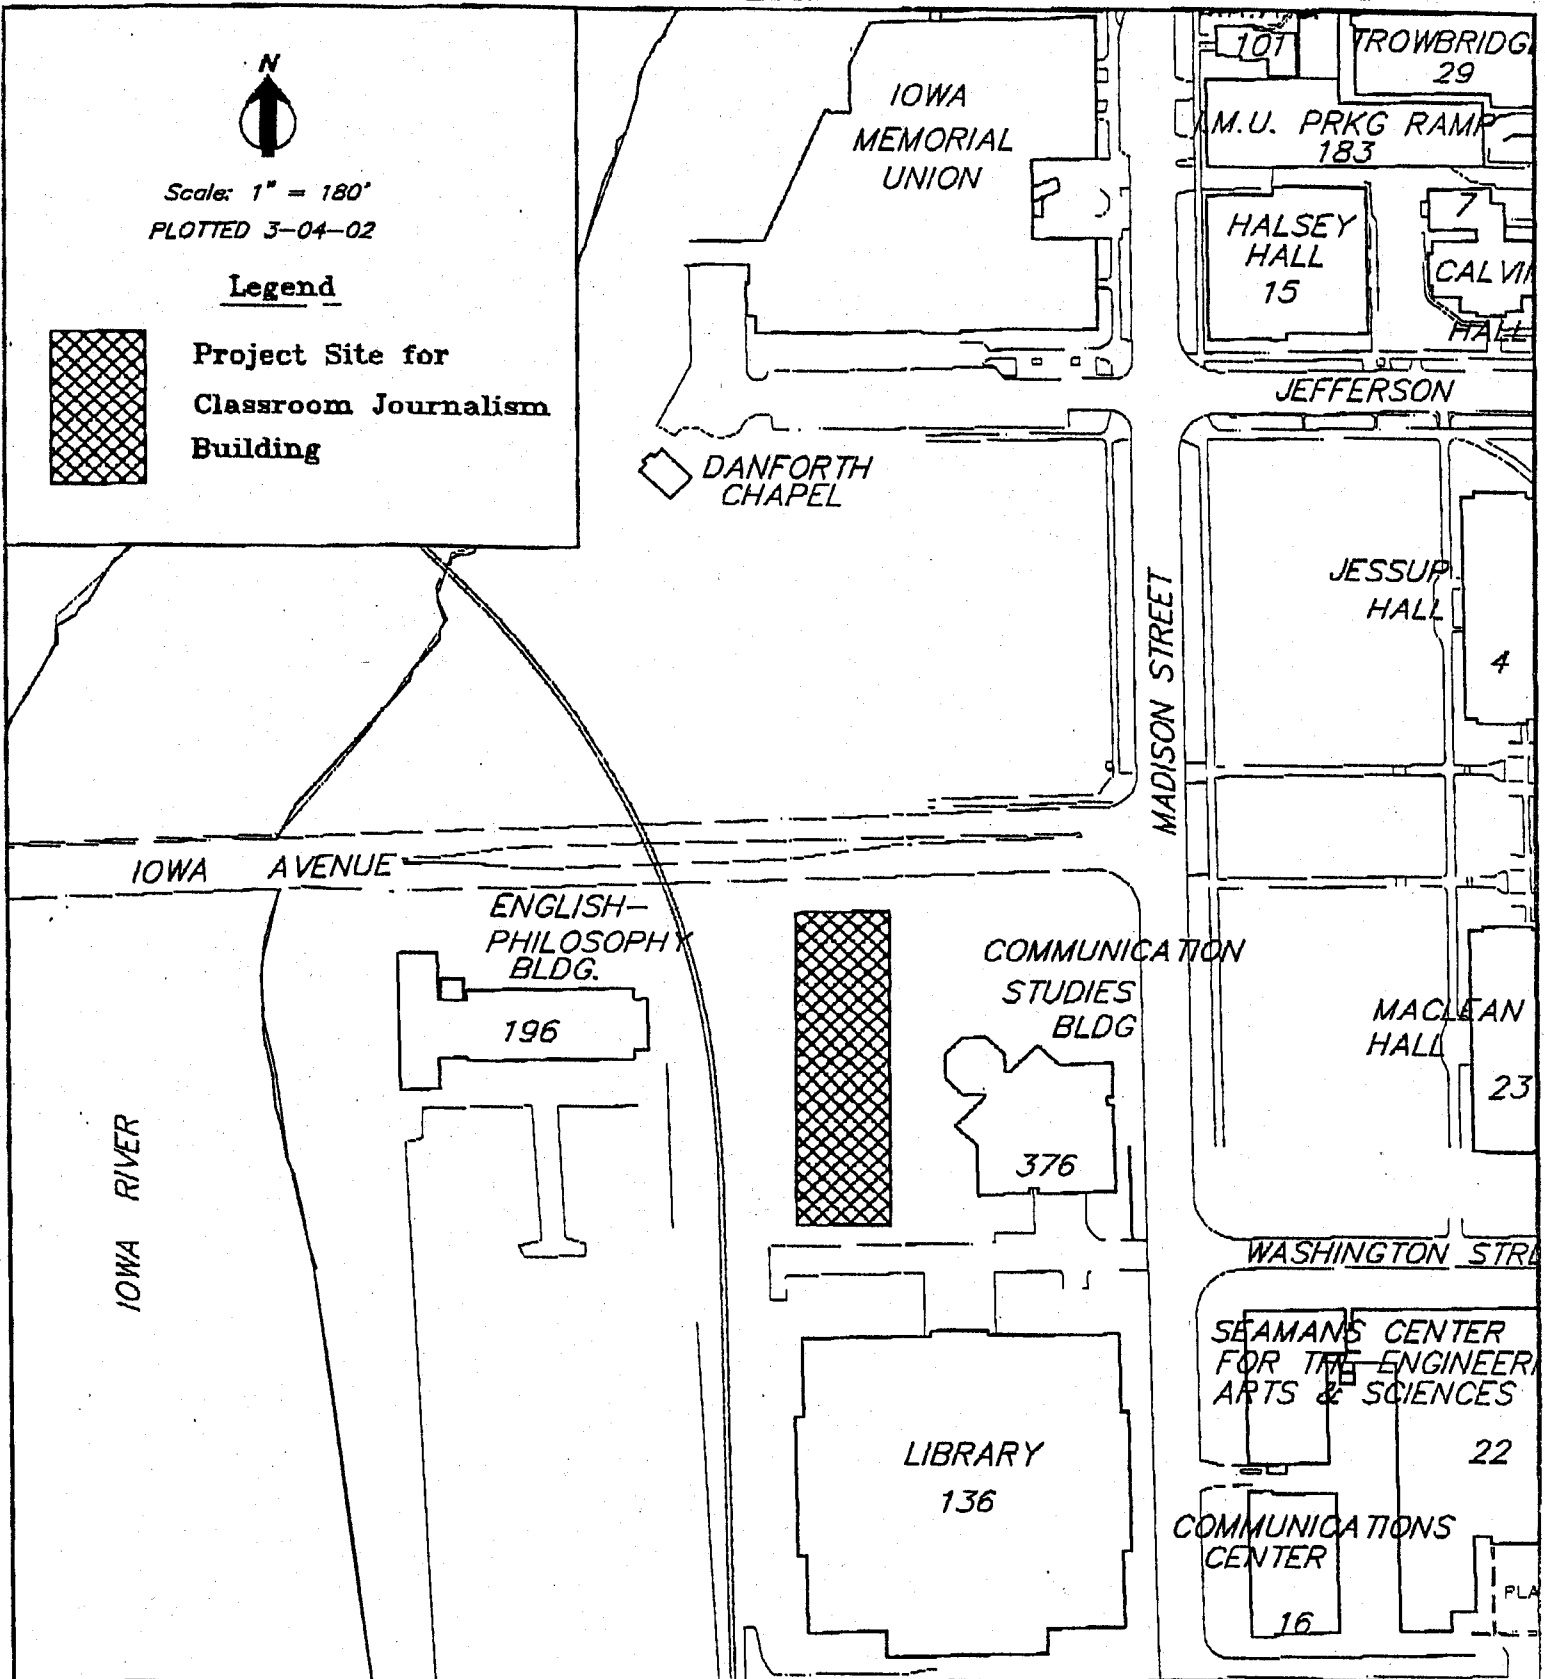 N
Scale: 1" = 180'
PLOTTED 3-04-02
Legend
Project Site for
Classroom Journalism
Building
IOWA
MEMORIAL
UNION
101
TROWBRIDG
29
I.M.U. PRKG RAMP
183
HALSEY
HALL
15
7
CALVIN
HALL
JEFFERSON
DANFORTH
CHAPEL
JESSUP
HALL
4
MADISON STREET
IOWA AVENUE
ENGLISH-
PHILOSOPHY
BLDG.
196
COMMUNICATION
STUDIES
BLDG
376
MACLEAN
HALL
23
IOWA RIVER
WASHINGTON STRE
SEAMANS CENTER
FOR THE ENGINEERI
ARTS & SCIENCES
22
LIBRARY
136
COMMUNICATIONS
CENTER
16
PLA